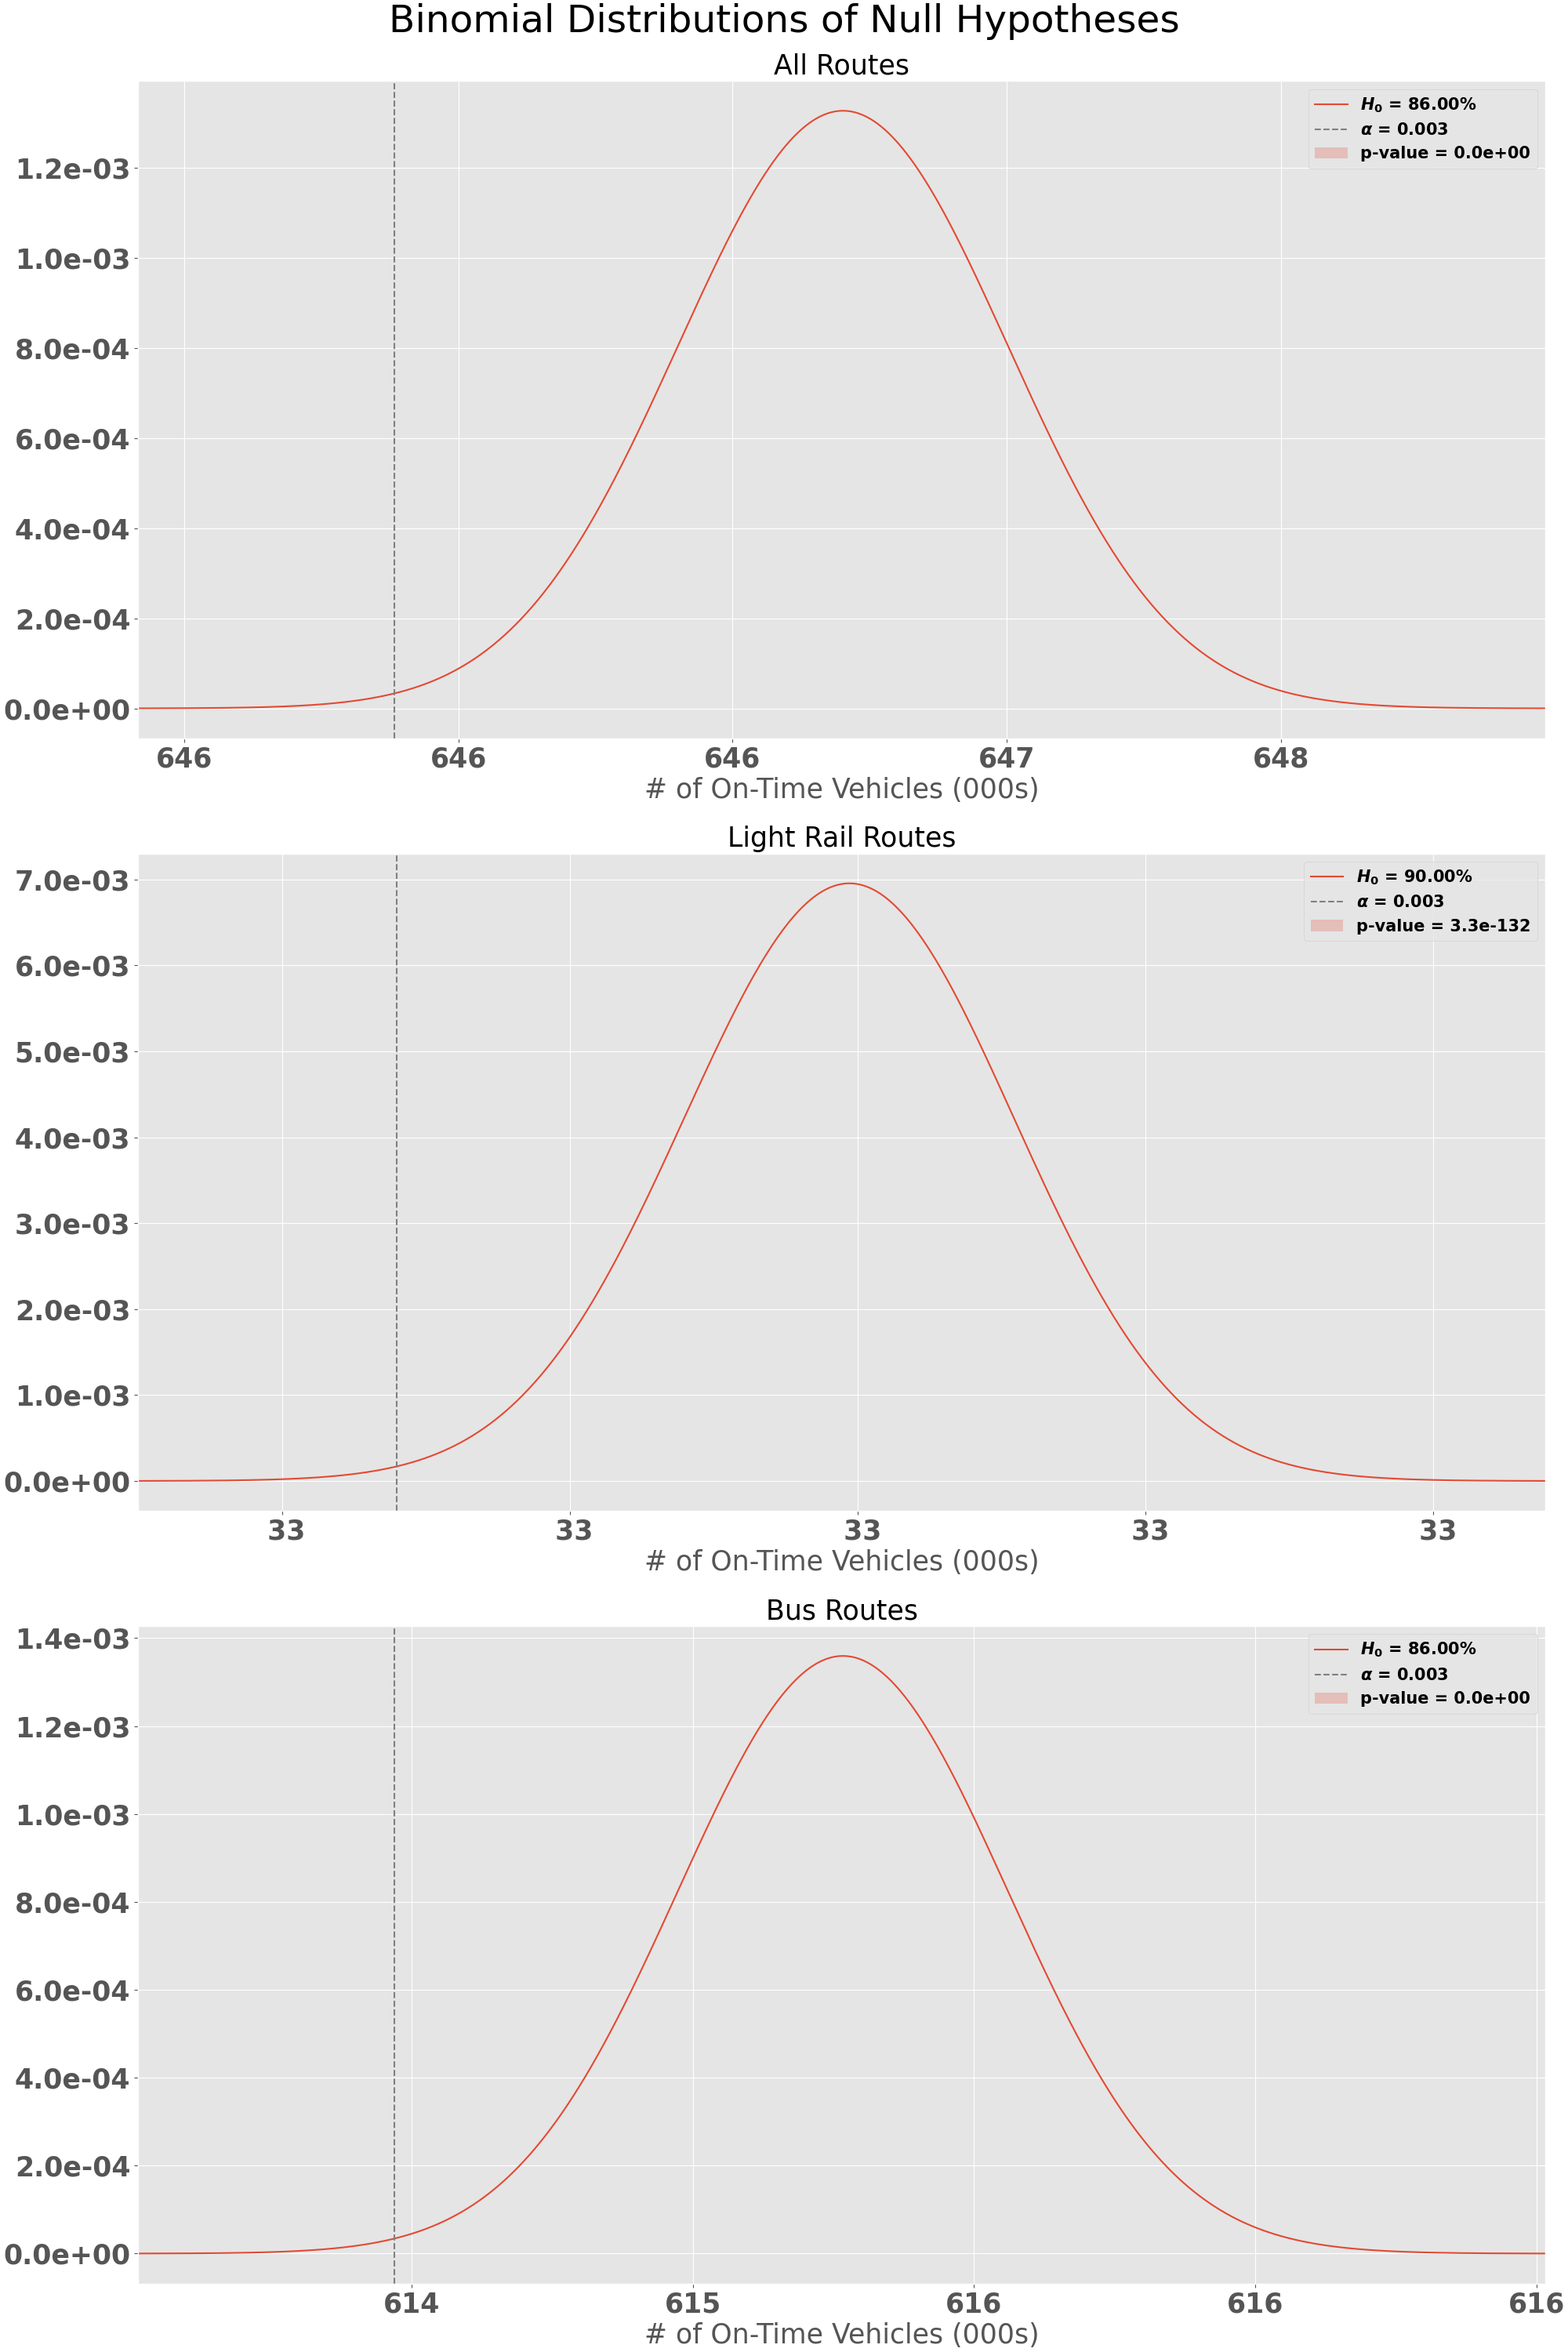 Binomial Distributions of Null Hypotheses
All Routes
H₀ = 86.00%
α = 0.003
p-value = 0.0e+00
1.2e-03
1.0e-03
8.0e-04
6.0e-04
4.0e-04
2.0e-04
0.0e+00
646 646 646 647 648
# of On-Time Vehicles (000s)
Light Rail Routes
H₀ = 90.00%
α = 0.003
p-value = 3.3e-132
7.0e-03
6.0e-03
5.0e-03
4.0e-03
3.0e-03
2.0e-03
1.0e-03
0.0e+00
33 33 33 33 33
# of On-Time Vehicles (000s)
Bus Routes
H₀ = 86.00%
α = 0.003
p-value = 0.0e+00
1.4e-03
1.2e-03
1.0e-03
8.0e-04
6.0e-04
4.0e-04
2.0e-04
0.0e+00
614 615 616 616 616
# of On-Time Vehicles (000s)